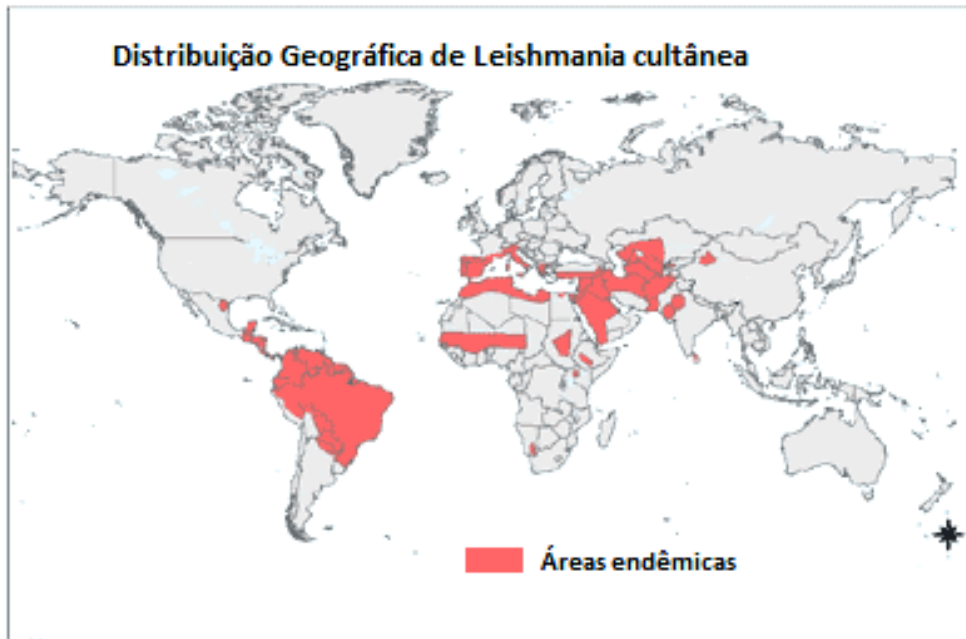 Distribuição Geográfica de Leishmania cultânea
Áreas endêmicas